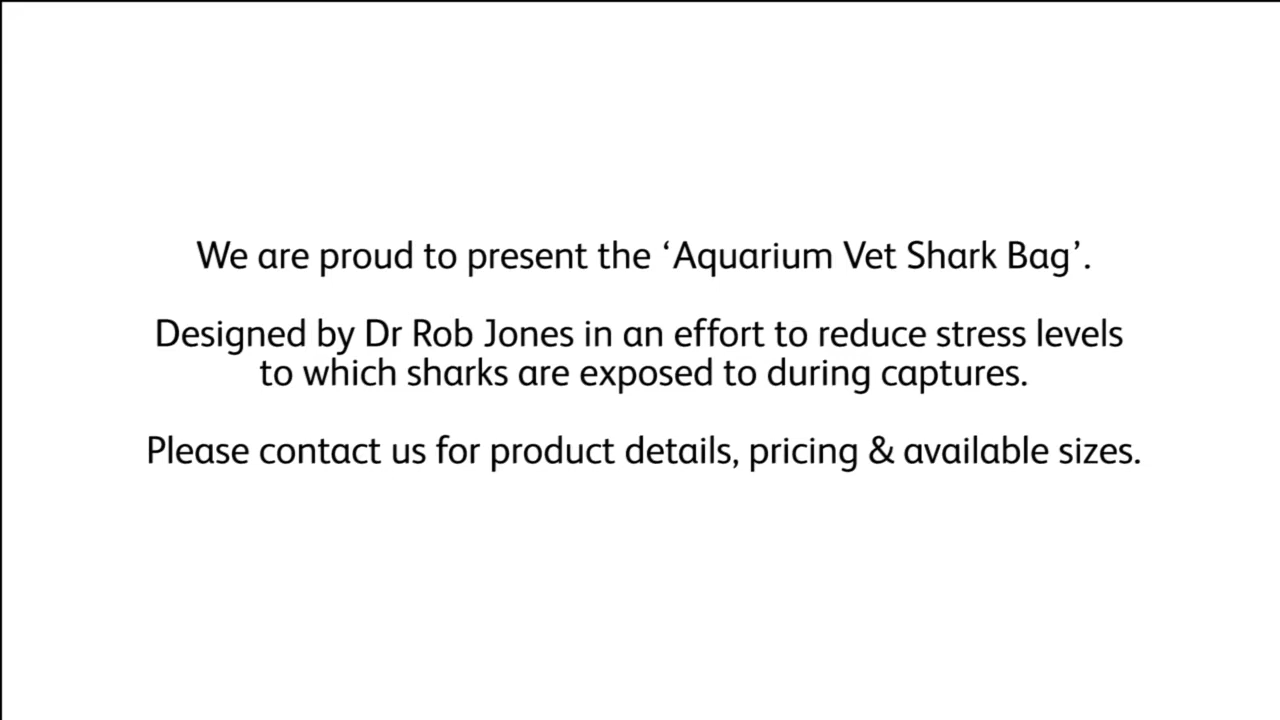 We are proud to present the ‘Aquarium Vet Shark Bag’.
Designed by Dr Rob Jones in an effort to reduce stress levels
to which sharks are exposed to during captures.
Please contact us for product details, pricing & available sizes.